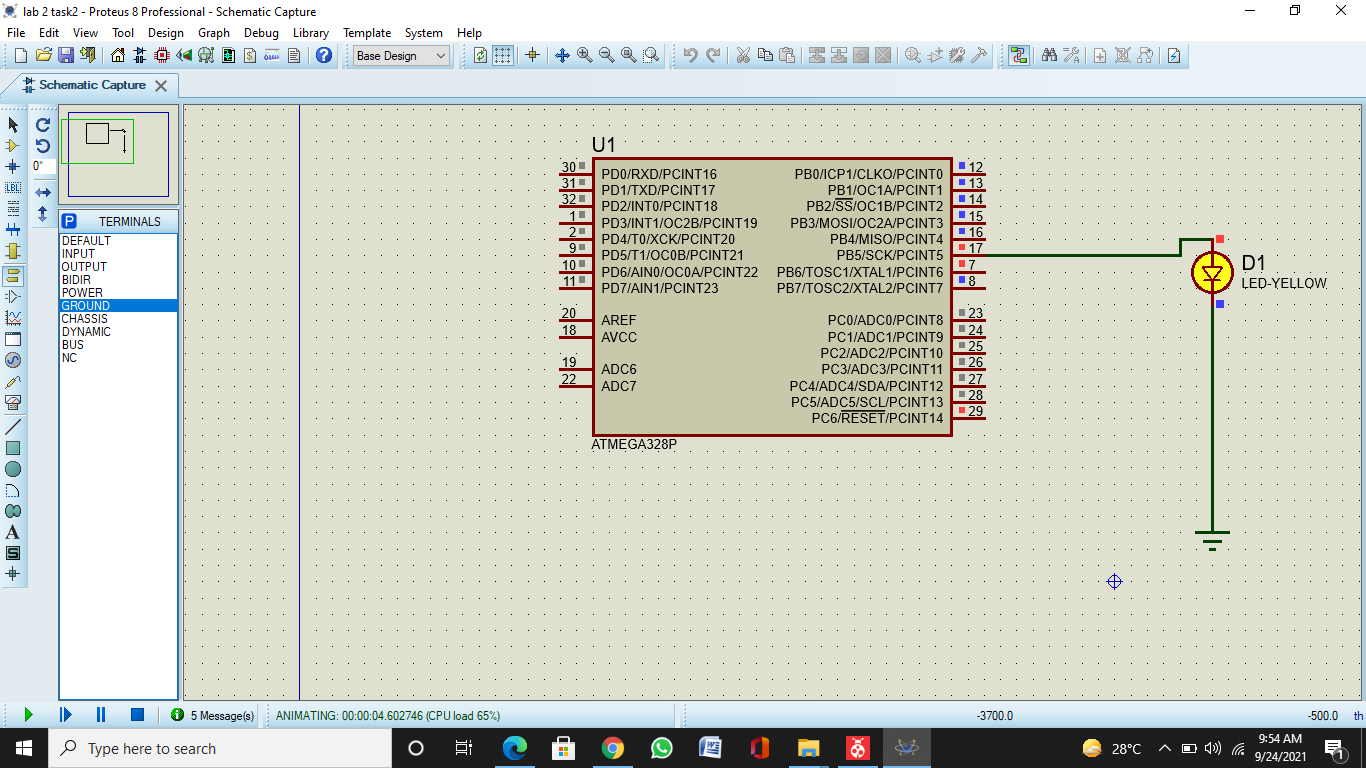 lab 2 task2 - Proteus 8 Professional - Schematic Capture
File Edit View Tool Design Graph Debug Library Template System Help
Base Design
Schematic Capture
0°
LBL
A
S
P TERMINALS
DEFAULT
INPUT
OUTPUT
BIDIR
POWER
GROUND
CHASSIS
DYNAMIC
BUS
NC
U1
30 PD0/RXD/PCINT16
31 PD1/TXD/PCINT17
32 PD2/INT0/PCINT18
1 PD3/INT1/OC2B/PCINT19
2 PD4/T0/XCK/PCINT20
9 PD5/T1/OC0B/PCINT21
10 PD6/AIN0/OC0A/PCINT22
11 PD7/AIN1/PCINT23
20 AREF
18 AVCC
19 ADC6
22 ADC7
PB0/ICP1/CLKO/PCINT0 12
PB1/OC1A/PCINT1 13
PB2/SS/OC1B/PCINT2 14
PB3/MOSI/OC2A/PCINT3 15
PB4/MISO/PCINT4 16
PB5/SCK/PCINT5 17
PB6/TOSC1/XTAL1/PCINT6 7
PB7/TOSC2/XTAL2/PCINT7 8
PC0/ADC0/PCINT8 23
PC1/ADC1/PCINT9 24
PC2/ADC2/PCINT10 25
PC3/ADC3/PCINT11 26
PC4/ADC4/SDA/PCINT12 27
PC5/ADC5/SCL/PCINT13 28
PC6/RESET/PCINT14 29
ATMEGA328P
D1
LED-YELLOW
5 Message(s)
ANIMATING: 00:00:04.602746 (CPU load 65%)
-3700.0
-500.0
th
Type here to search
28°C
9:54 AM
9/24/2021
1